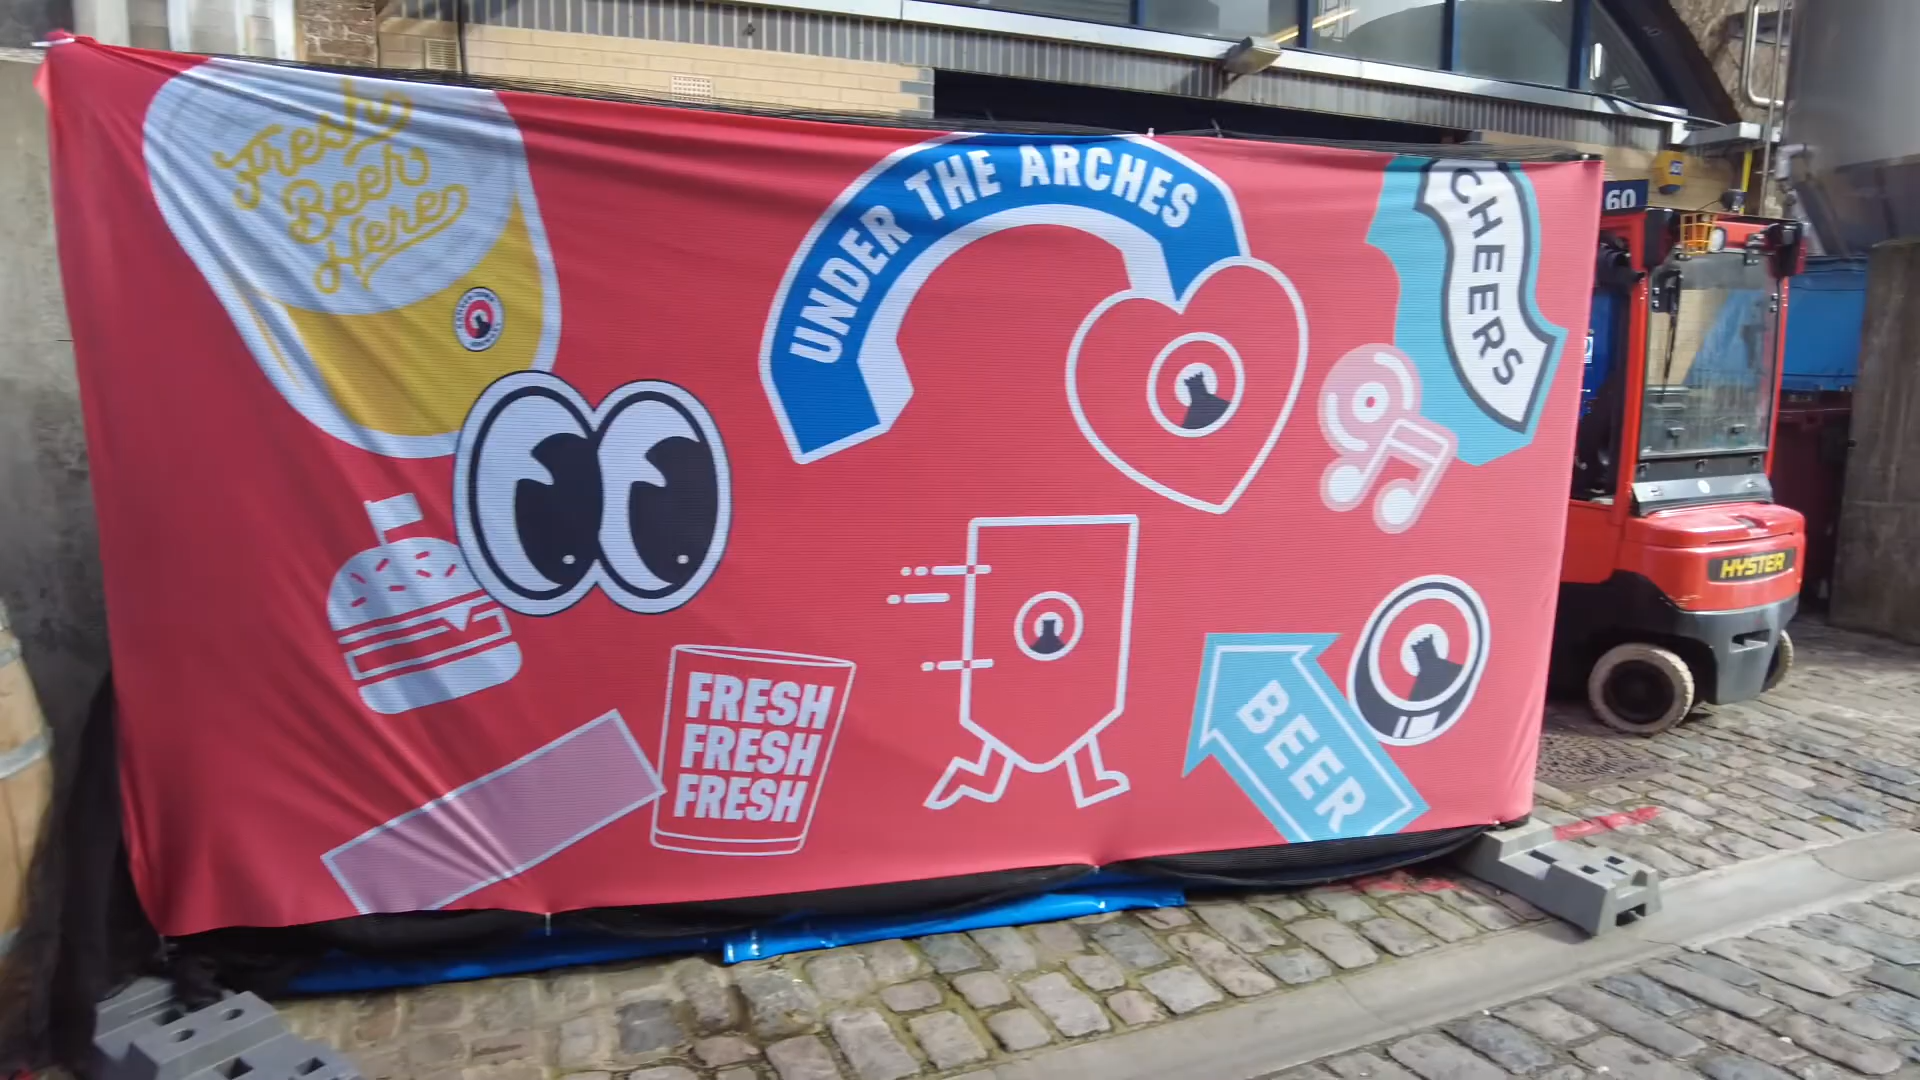 Fresh
Beer
Here
UNDER THE ARCHES
CHEERS
60
HYSTER
FRESH
FRESH
FRESH
BEER